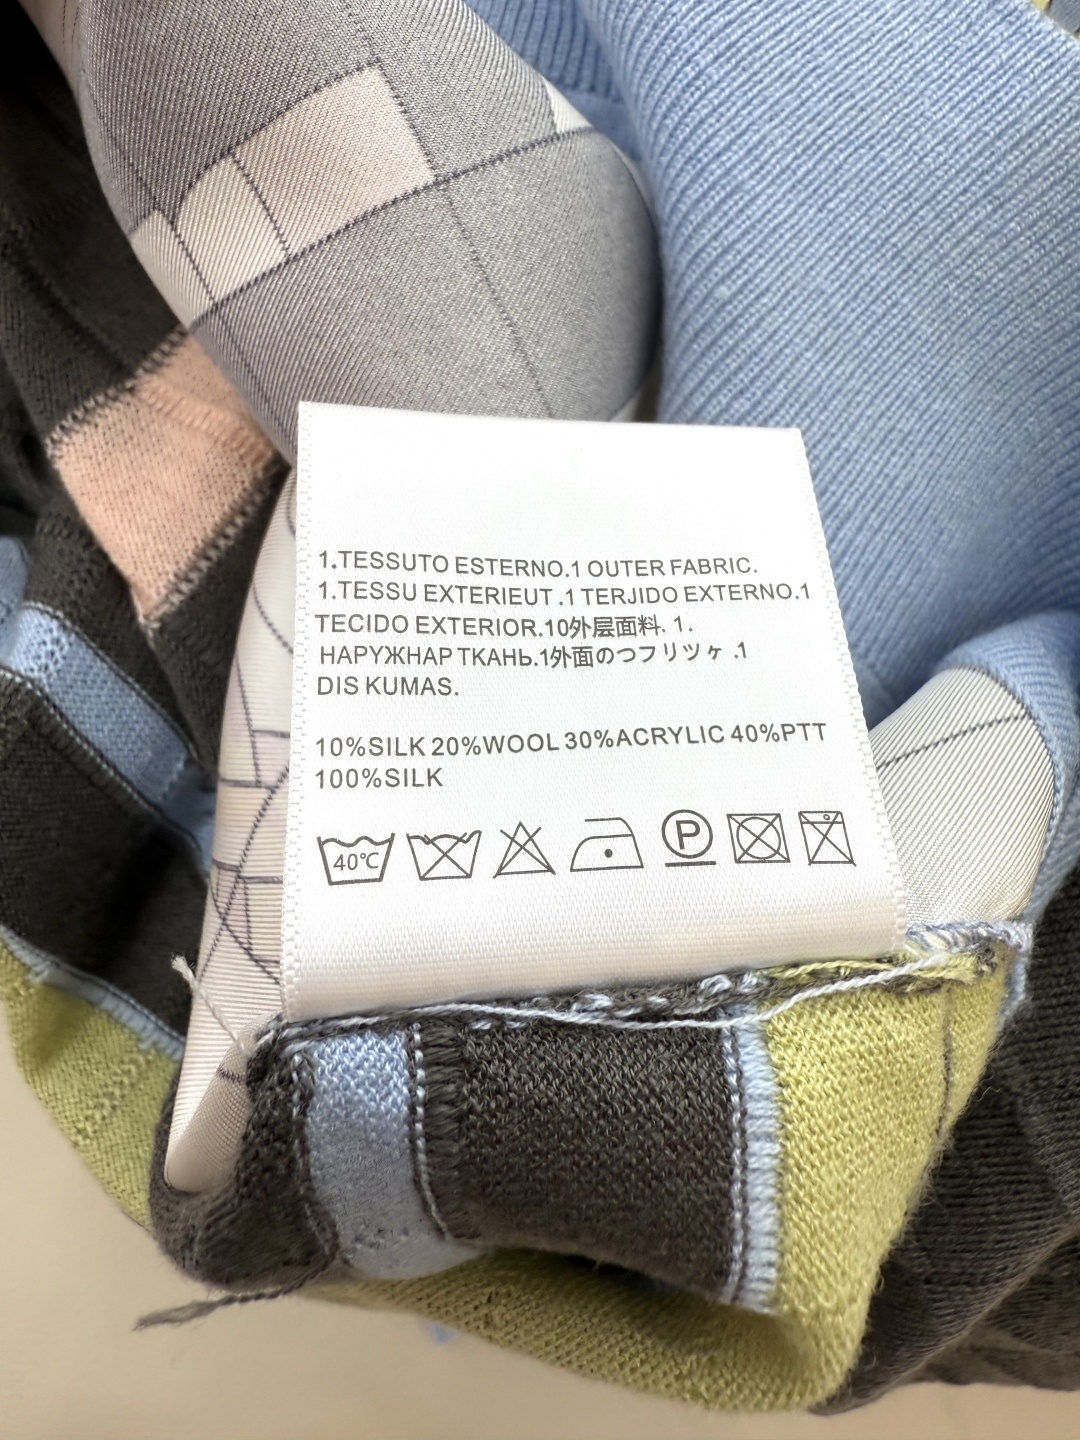 1.TESSUTO ESTERNO.1 OUTER FABRIC.
1.TESSU EXTERIEUT .1 TERJIDO EXTERNO.1
TECIDO EXTERIOR.10外层面料. 1.
НАРУЖНАР ТКАНЬ.1外面のつフリツヶ .1
DIS KUMAS.
10%SILK 20%WOOL 30%ACRYLIC 40%PTT
100%SILK
40℃ P